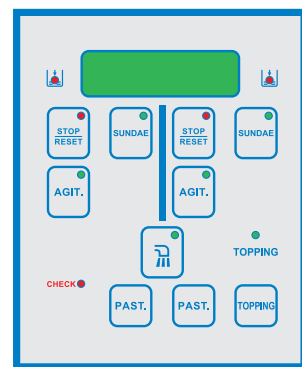 STOP
RESET
SUNDAE
STOP
RESET
SUNDAE
AGIT.
AGIT.
TOPPING
CHECK
PAST.
PAST.
TOPPING